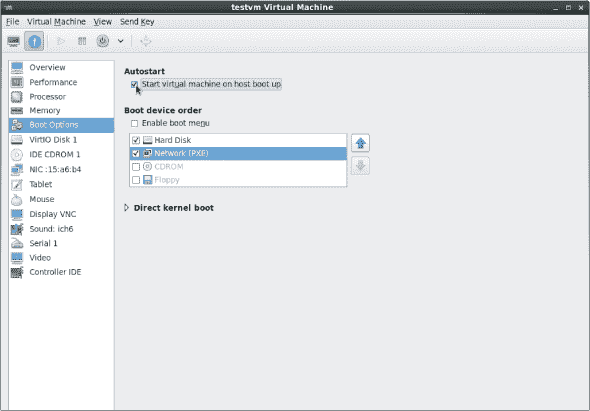 testvm Virtual Machine
File Virtual Machine View Send Key
Overview
Performance
Processor
Memory
Boot Options
VirtIO Disk 1
IDE CDROM 1
NIC :15:a6:b4
Tablet
Mouse
Display VNC
Sound: ich6
Serial 1
Video
Controller IDE
Autostart
Start virtual machine on host boot up
Boot device order
Enable boot menu
Hard Disk
Network (PXE)
CDROM
Floppy
Direct kernel boot